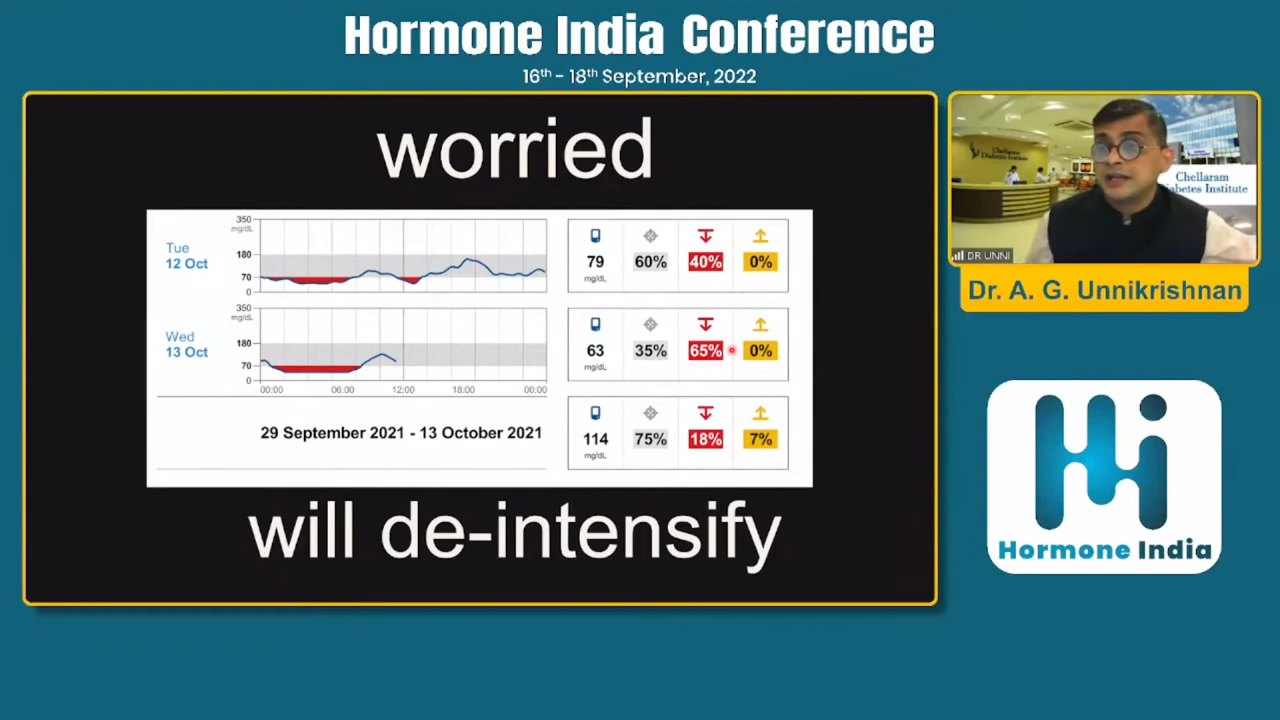 Hormone India Conference
16th - 18th September, 2022
worried
350
mg/dL
180
70
0
Tue
12 Oct
79
mg/dL
60%
40%
0%
350
mg/dL
180
70
0
Wed
13 Oct
00:00
06:00
12:00
18:00
00:00
63
mg/dL
35%
65%
0%
29 September 2021 - 13 October 2021
114
mg/dL
75%
18%
7%
will de-intensify
Chellaram
Diabetes Institute
Chellram
Diabetes Institute
DR UNNI
Dr. A. G. Unnikrishnan
Hormone India